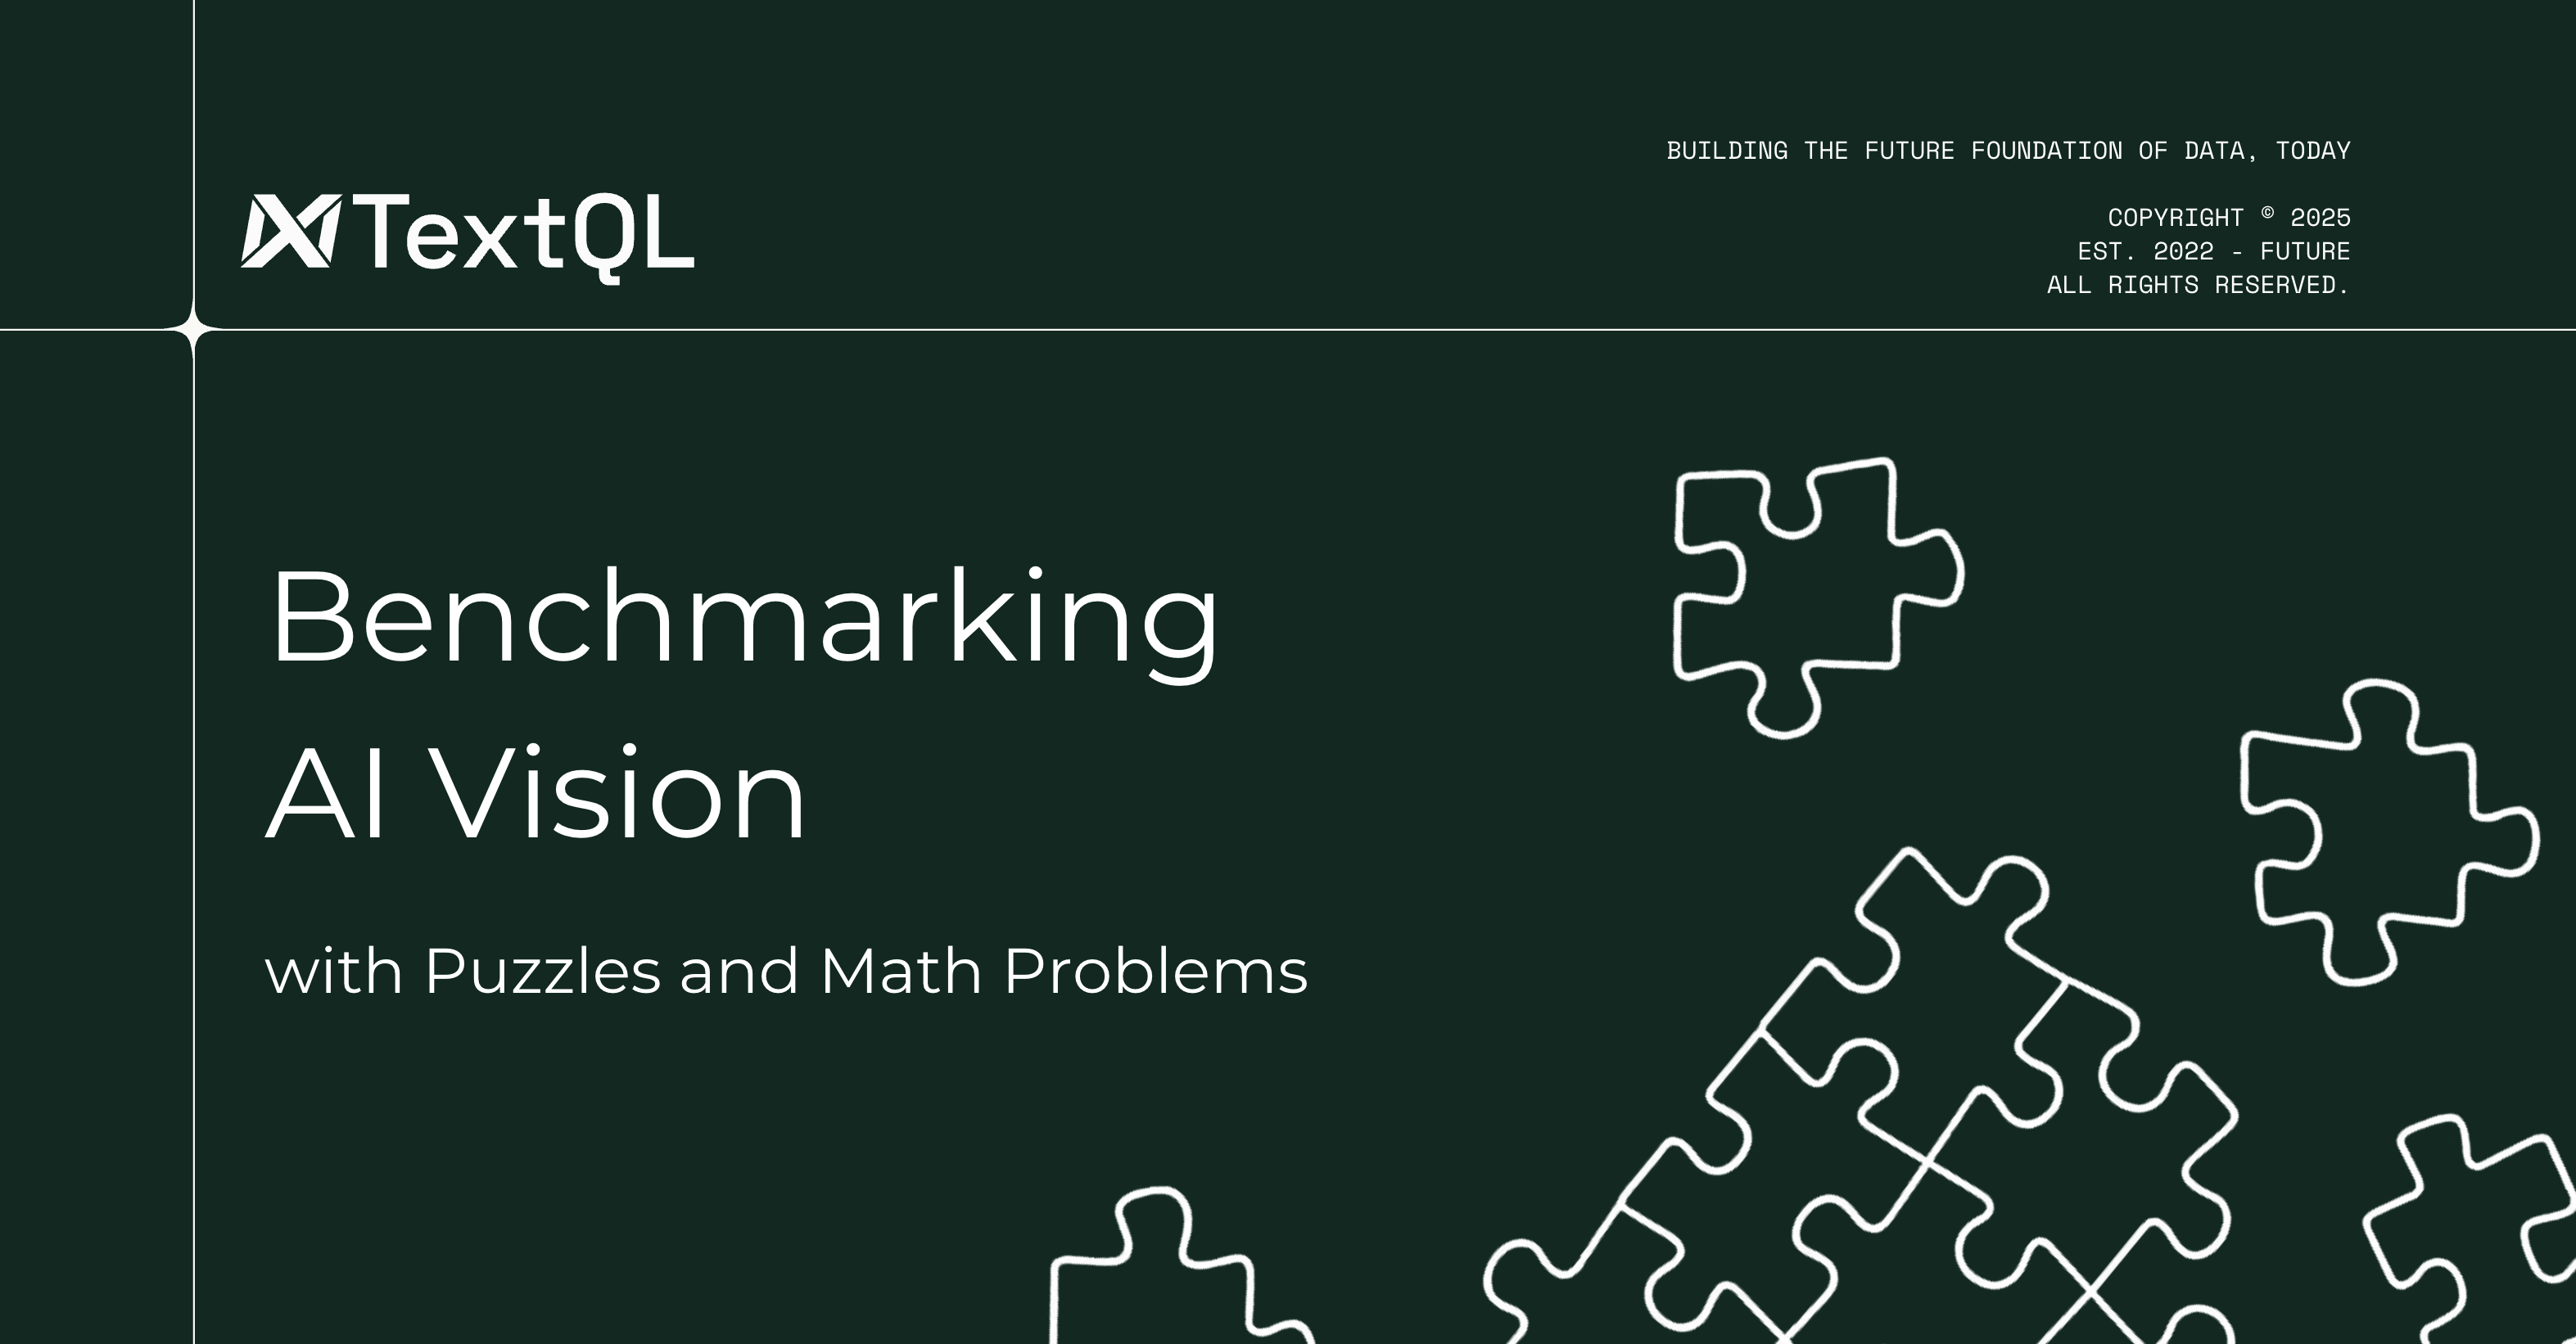 TextQL
BUILDING THE FUTURE FOUNDATION OF DATA, TODAY
COPYRIGHT © 2025
EST. 2022 - FUTURE
ALL RIGHTS RESERVED.
Benchmarking
AI Vision
with Puzzles and Math Problems